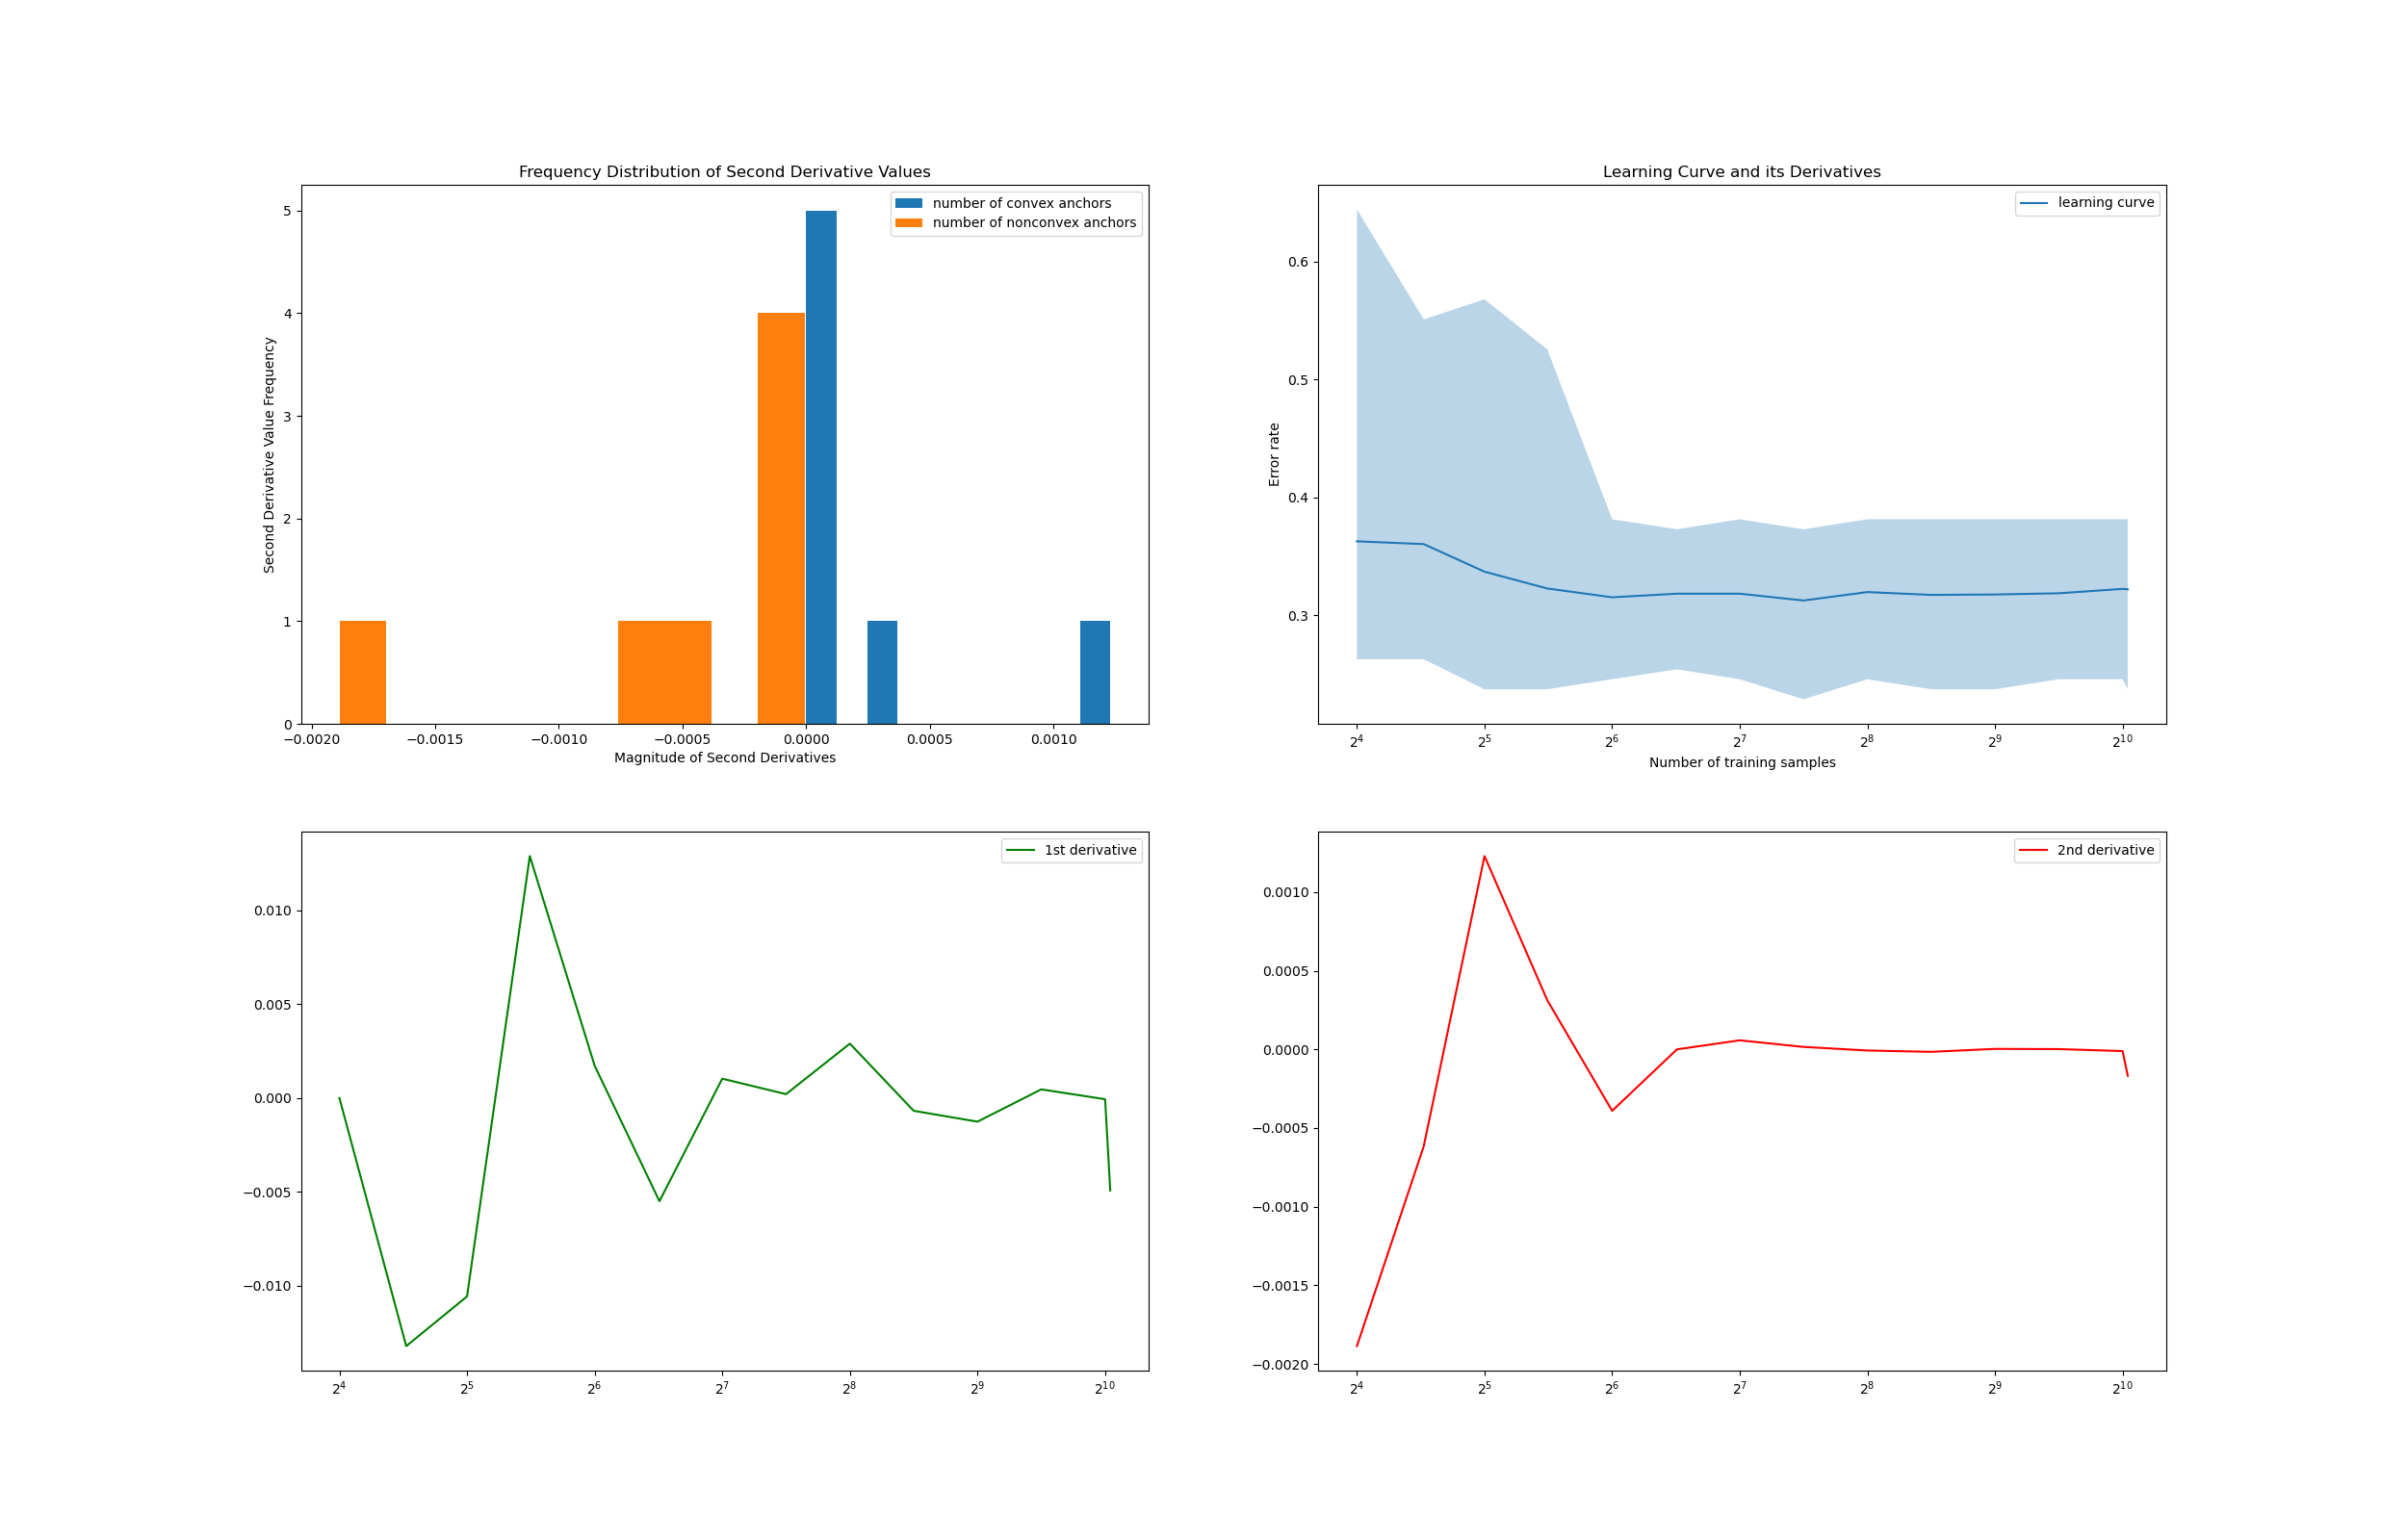 Frequency Distribution of Second Derivative Values
number of convex anchors
number of nonconvex anchors
5
4
3
2
1
0
Second Derivative Value Frequency
−0.0020 −0.0015 −0.0010 −0.0005 0.0000 0.0005 0.0010
Magnitude of Second Derivatives
Learning Curve and its Derivatives
learning curve
0.6
0.5
0.4
0.3
Error rate
2^4 2^5 2^6 2^7 2^8 2^9 2^10
Number of training samples
1st derivative
0.010
0.005
0.000
−0.005
−0.010
2^4 2^5 2^6 2^7 2^8 2^9 2^10
2nd derivative
0.0010
0.0005
0.0000
−0.0005
−0.0010
−0.0015
−0.0020
2^4 2^5 2^6 2^7 2^8 2^9 2^10